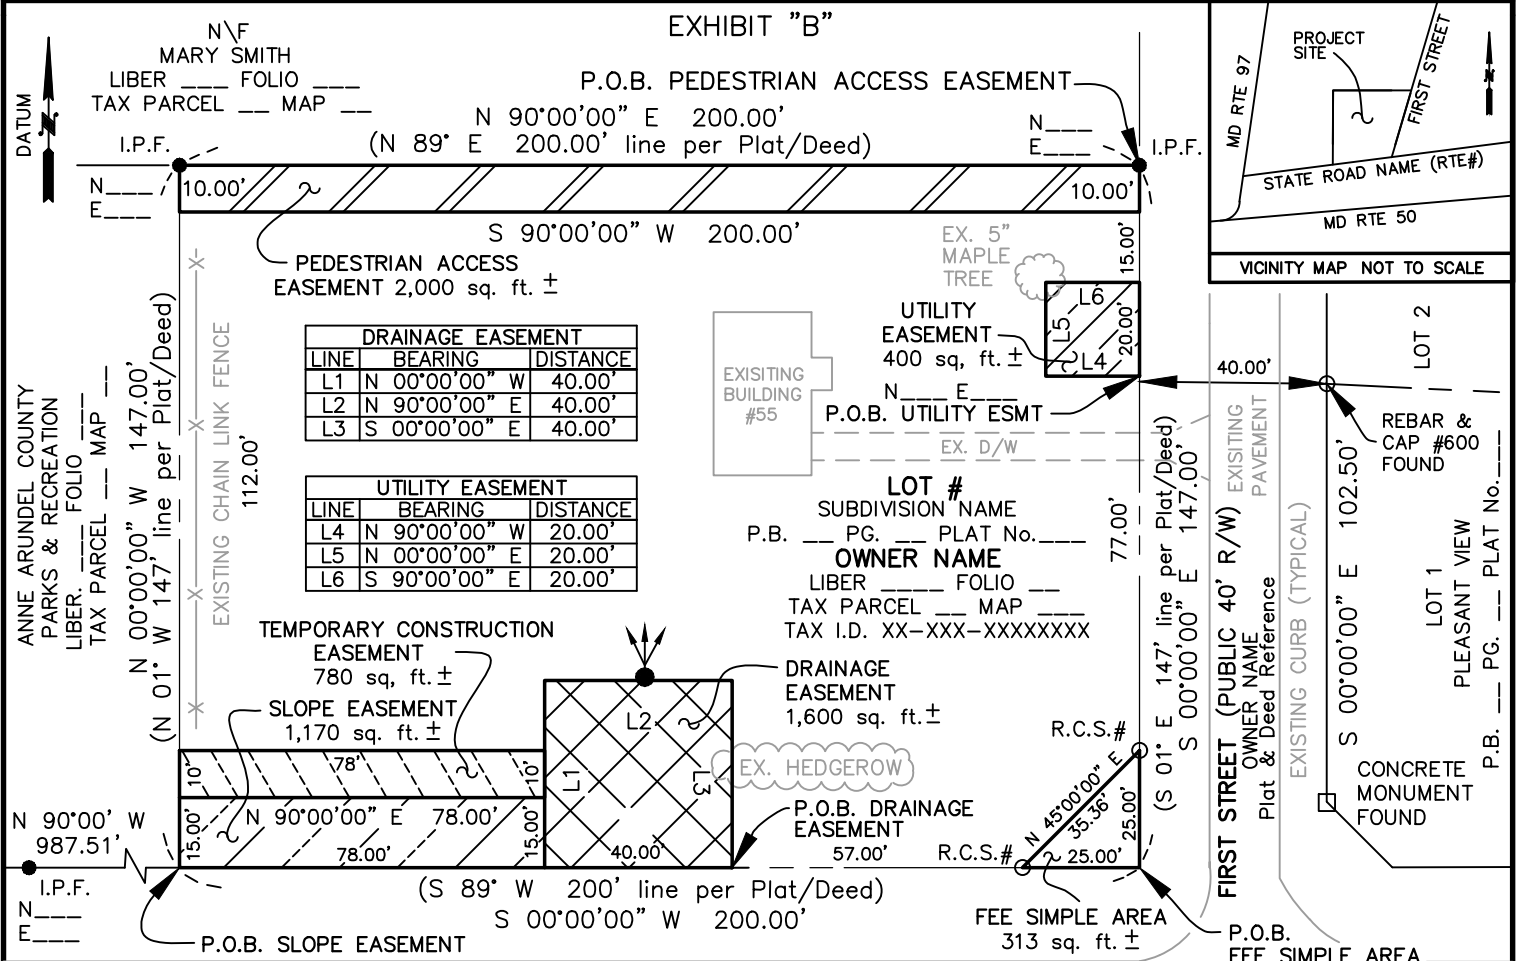 EXHIBIT "B"
DATUM
N
N\F
MARY SMITH
LIBER ___ FOLIO ___
TAX PARCEL __ MAP __
P.O.B. PEDESTRIAN ACCESS EASEMENT
N 90°00'00" E 200.00'
(N 89° E 200.00' line per Plat/Deed)
I.P.F.
N___
E___
N___
E___
I.P.F.
10.00'
10.00'
S 90°00'00" W 200.00'
PEDESTRIAN ACCESS
EASEMENT 2,000 sq. ft. ±
PROJECT
SITE
MD RTE 97
FIRST STREET
N
STATE ROAD NAME (RTE#)
MD RTE 50
VICINITY MAP NOT TO SCALE
EX. 5"
MAPLE
TREE
15.00'
UTILITY
EASEMENT
400 sq, ft. ±
L6
L5
L4
20.00'
N___ E___
P.O.B. UTILITY ESMT
40.00'
LOT 2
REBAR &
CAP #600
FOUND
DRAINAGE EASEMENT
LINE BEARING DISTANCE
L1 N 00°00'00" W 40.00'
L2 N 90°00'00" E 40.00'
L3 S 00°00'00" E 40.00'
UTILITY EASEMENT
LINE BEARING DISTANCE
L4 N 90°00'00" W 20.00'
L5 N 00°00'00" E 20.00'
L6 S 90°00'00" E 20.00'
EXISITING
BUILDING
#55
EX. D/W
LOT #
SUBDIVISION NAME
P.B. __ PG. __ PLAT No.___
OWNER NAME
LIBER ____ FOLIO __
TAX PARCEL __ MAP ___
TAX I.D. XX-XXX-XXXXXXXX
ANNE ARUNDEL COUNTY
PARKS & RECREATION
LIBER. ___ FOLIO ___
TAX PARCEL __ MAP __
N 00°00'00" W 147.00'
(N 01° W 147' line per Plat/Deed)
EXISTING CHAIN LINK FENCE
112.00'
77.00'
(S 01° E 147' line per Plat/Deed)
S 00°00'00" E 147.00'
EXISITING
PAVEMENT
FIRST STREET (PUBLIC 40' R/W)
OWNER NAME
Plat & Deed Reference
EXISTING CURB (TYPICAL)
S 00°00'00" E 102.50'
LOT 1
PLEASANT VIEW
P.B. __ PG. __ PLAT No.___
TEMPORARY CONSTRUCTION
EASEMENT
780 sq, ft.±
SLOPE EASEMENT
1,170 sq. ft.±
DRAINAGE
EASEMENT
1,600 sq. ft.±
L2
L1
L3
10'
78'
10'
EX. HEDGEROW
R.C.S.#
N 45°00'00" E
35.36'
25.00'
CONCRETE
MONUMENT
FOUND
N 90°00' W
987.51'
15.00'
N 90°00'00" E 78.00'
15.00'
78.00'
40.00'
P.O.B. DRAINAGE
EASEMENT
57.00'
R.C.S.#
25.00'
I.P.F.
N___
E___
(S 89° W 200' line per Plat/Deed)
S 00°00'00" W 200.00'
P.O.B. SLOPE EASEMENT
FEE SIMPLE AREA
313 sq. ft. ±
P.O.B.
FEE SIMPLE AREA